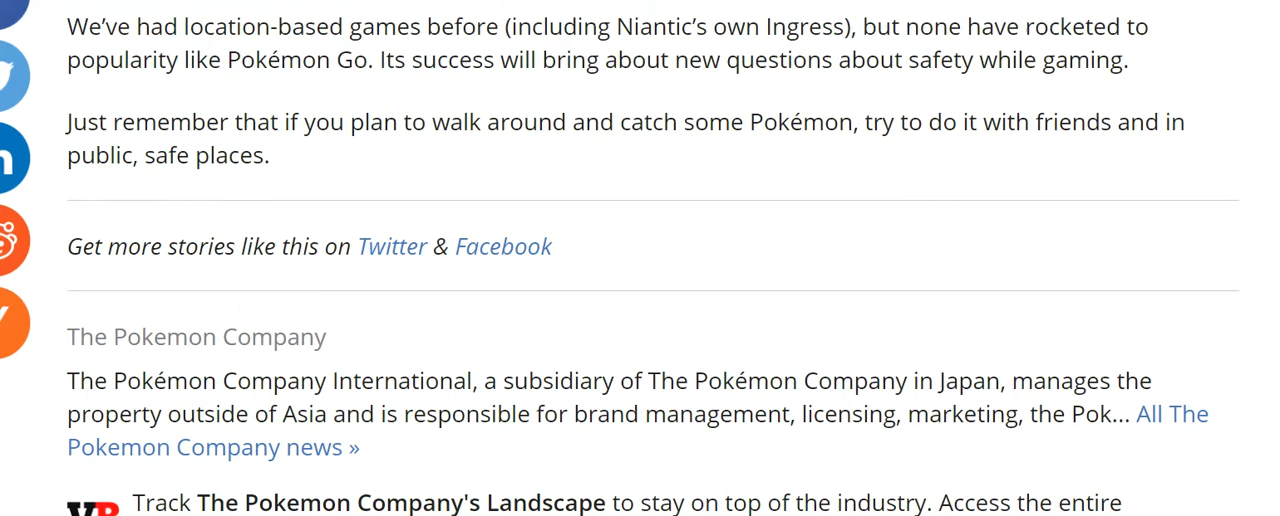 We’ve had location-based games before (including Niantic’s own Ingress), but none have rocketed to
popularity like Pokémon Go. Its success will bring about new questions about safety while gaming.
Just remember that if you plan to walk around and catch some Pokémon, try to do it with friends and in
public, safe places.
Get more stories like this on Twitter & Facebook
The Pokemon Company
The Pokémon Company International, a subsidiary of The Pokémon Company in Japan, manages the
property outside of Asia and is responsible for brand management, licensing, marketing, the Pok... All The
Pokemon Company news »
VB Track The Pokemon Company's Landscape to stay on top of the industry. Access the entire